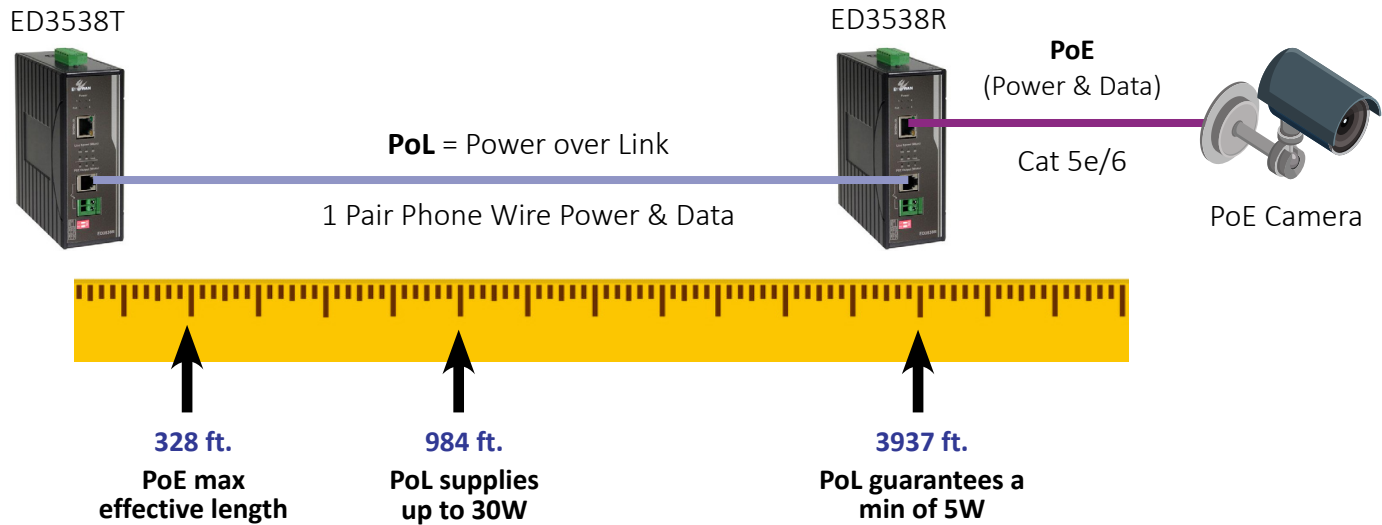 ED3538T
ED3538R
PoE
(Power & Data)
PoL = Power over Link
Cat 5e/6
1 Pair Phone Wire Power & Data
PoE Camera
328 ft.
PoE max
effective length
984 ft.
PoL supplies
up to 30W
3937 ft.
PoL guarantees a
min of 5W